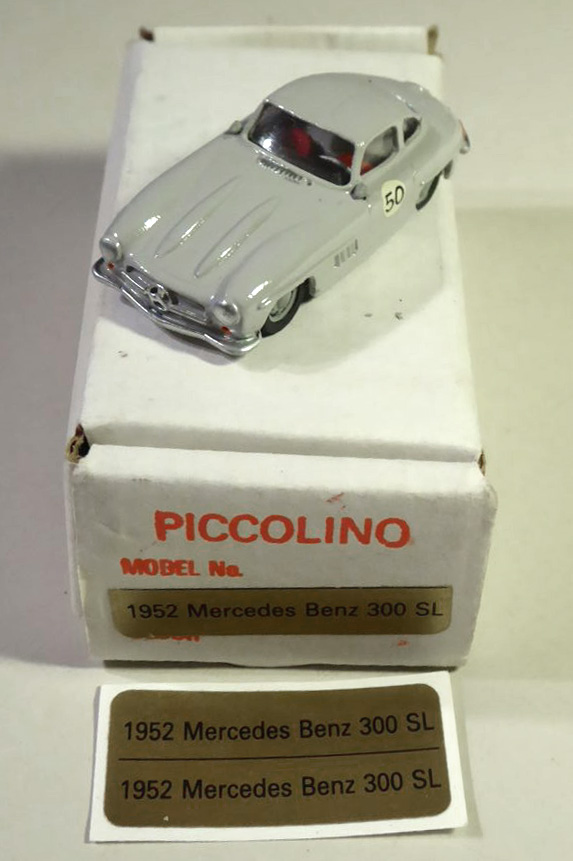 50
PICCOLINO
MODEL No.
1952 Mercedes Benz 300 SL
1952 Mercedes Benz 300 SL
1952 Mercedes Benz 300 SL